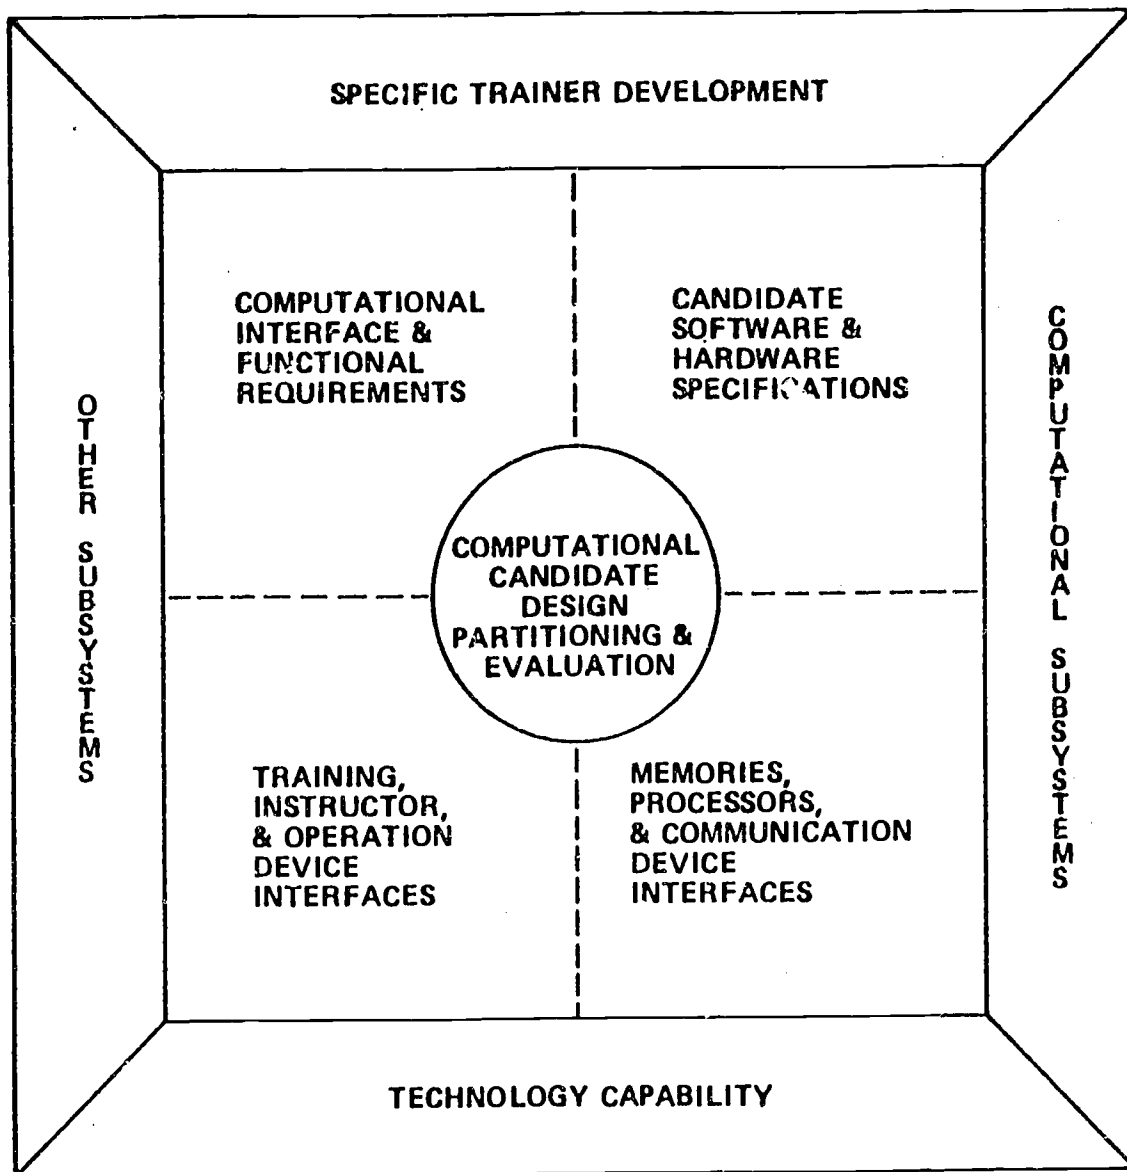 SPECIFIC TRAINER DEVELOPMENT
COMPUTATIONAL
INTERFACE &
FUNCTIONAL
REQUIREMENTS
CANDIDATE
SOFTWARE &
HARDWARE
SPECIFICATIONS
OTHER SUBSYSTEMS
COMPUTATIONAL
CANDIDATE
DESIGN
PARTITIONING &
EVALUATION
COMPUTATIONAL SUBSYSTEMS
TRAINING,
INSTRUCTOR,
& OPERATION
DEVICE
INTERFACES
MEMORIES,
PROCESSORS,
& COMMUNICATION
DEVICE
INTERFACES
TECHNOLOGY CAPABILITY